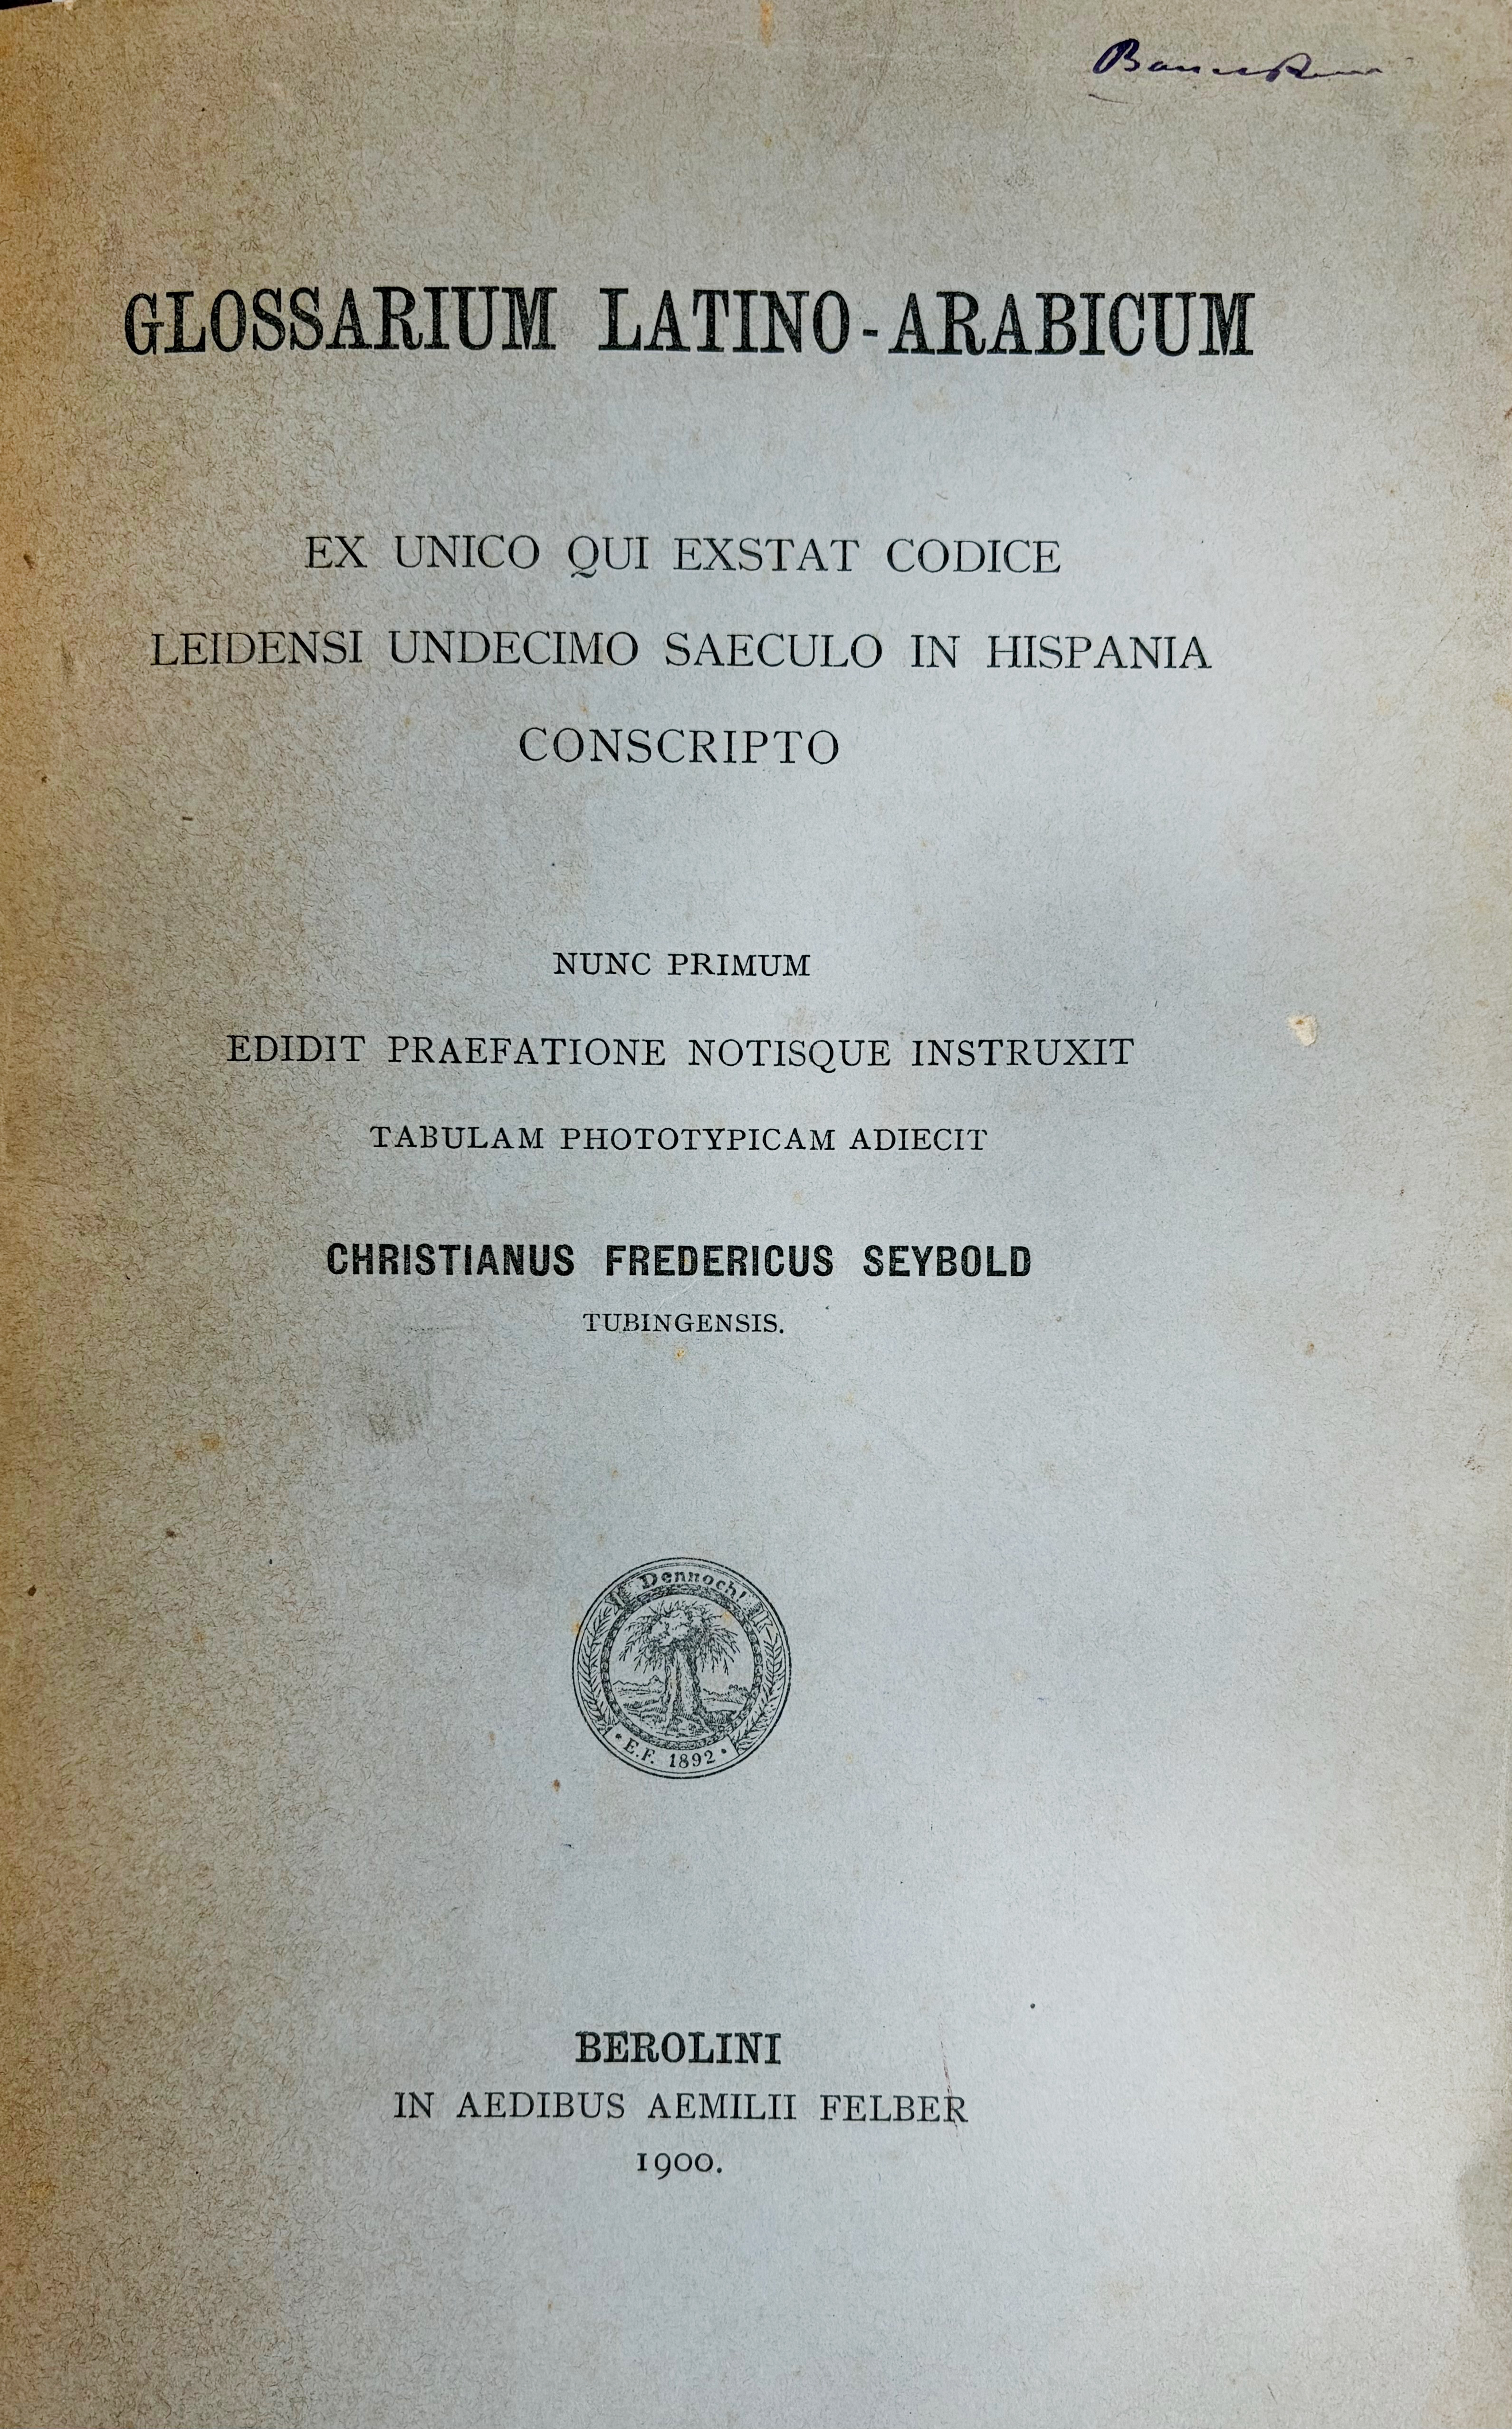 GLOSSARIUM LATINO-ARABICUM
EX UNICO QUI EXSTAT CODICE
LEIDENSI UNDECIMO SAECULO IN HISPANIA
CONSCRIPTO
NUNC PRIMUM
EDIDIT PRAEFATIONE NOTISQUE INSTRUXIT
TABULAM PHOTOTYPICAM ADIECIT
CHRISTIANUS FREDERICUS SEYBOLD
TUBINGENSIS.
Dennoch!
• E.F. 1892 •
BEROLINI
IN AEDIBUS AEMILII FELBER
1900.